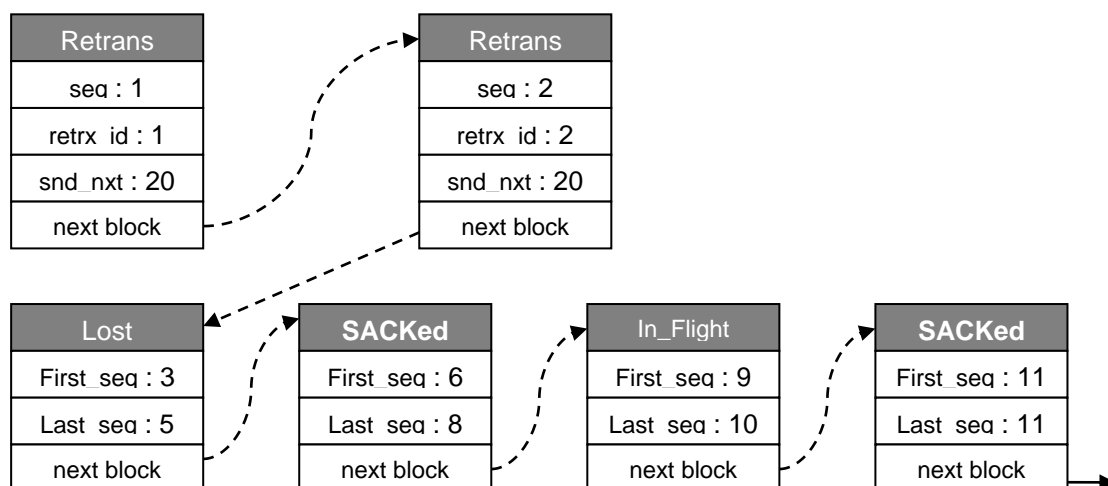 Retrans
seq : 1
retrx_id : 1
snd_nxt : 20
next block
Retrans
seq : 2
retrx_id : 2
snd_nxt : 20
next block
Lost
First_seq : 3
Last_seq : 5
next block
SACKed
First_seq : 6
Last_seq : 8
next block
In_Flight
First_seq : 9
Last_seq : 10
next block
SACKed
First_seq : 11
Last_seq : 11
next block